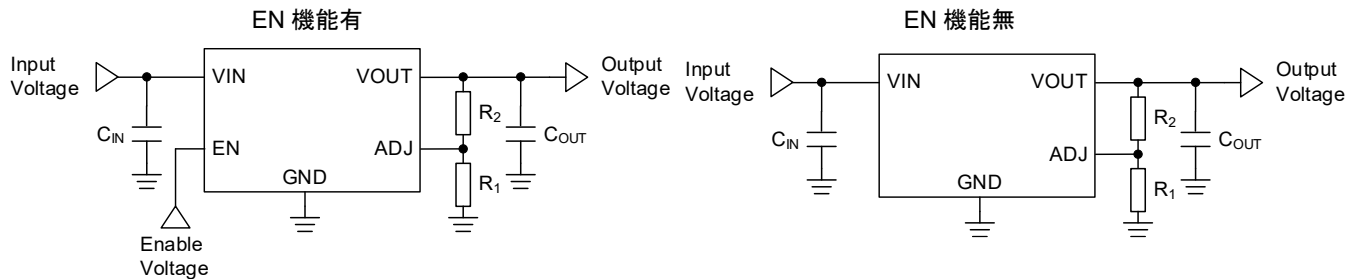 EN 機能有
Input
Voltage
VIN
VOUT
Output
Voltage
R2
CIN
COUT
EN
ADJ
GND
R1
Enable
Voltage
EN 機能無
Input
Voltage
VIN
VOUT
Output
Voltage
R2
CIN
COUT
ADJ
GND
R1